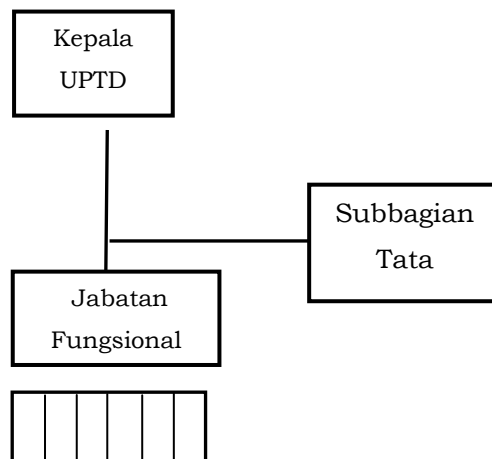 Kepala
UPTD
Subbagian
Tata
Jabatan
Fungsional